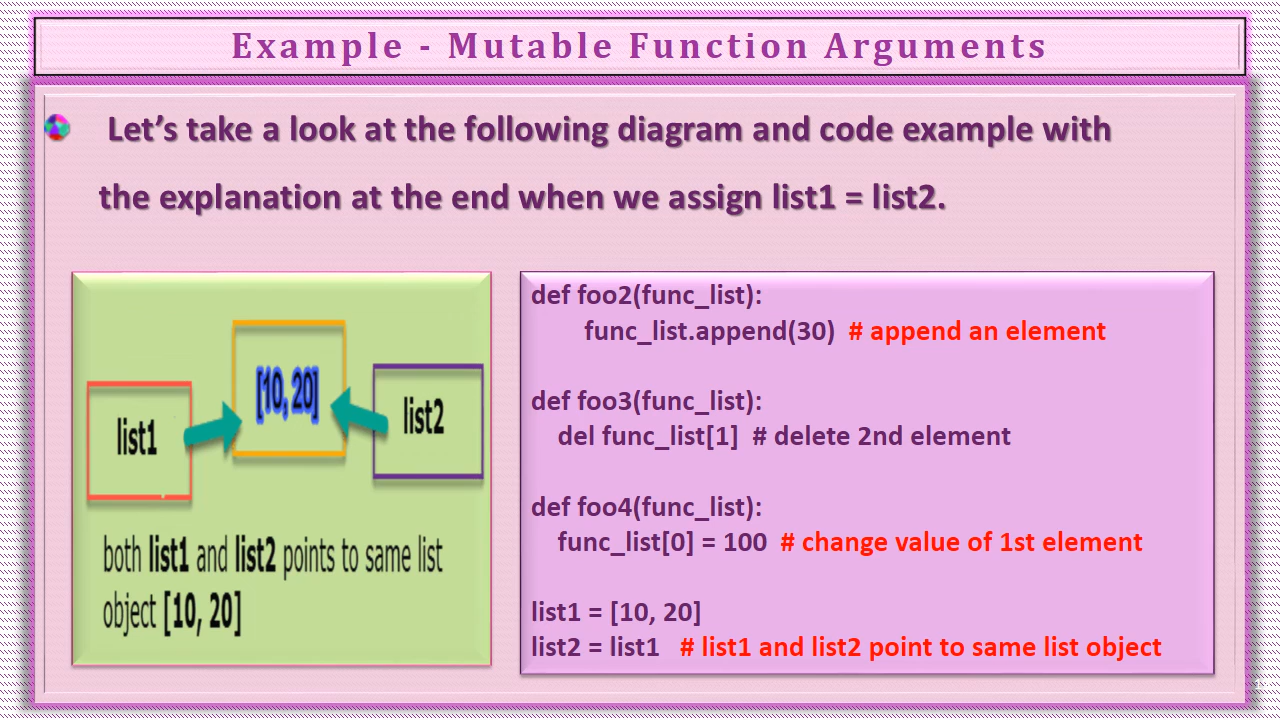 Example - Mutable Function Arguments
Let’s take a look at the following diagram and code example with
the explanation at the end when we assign list1 = list2.
list1
[10, 20]
list2
both list1 and list2 points to same list
object [10, 20]
def foo2(func_list):
func_list.append(30) # append an element
def foo3(func_list):
del func_list[1] # delete 2nd element
def foo4(func_list):
func_list[0] = 100 # change value of 1st element
list1 = [10, 20]
list2 = list1 # list1 and list2 point to same list object